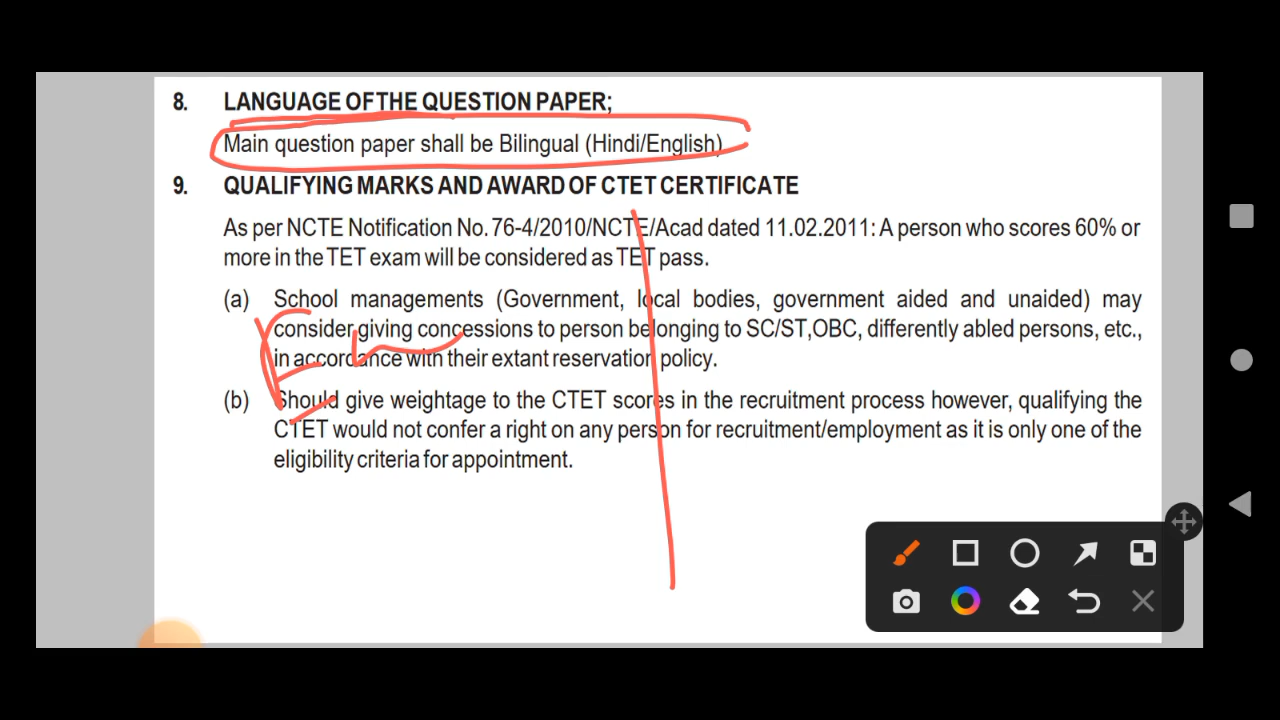 8. LANGUAGE OF THE QUESTION PAPER;
Main question paper shall be Bilingual (Hindi/English)
9. QUALIFYING MARKS AND AWARD OF CTET CERTIFICATE
As per NCTE Notification No. 76-4/2010/NCTE/Acad dated 11.02.2011: A person who scores 60% or
more in the TET exam will be considered as TET pass.
(a) School managements (Government, local bodies, government aided and unaided) may
consider giving concessions to person belonging to SC/ST,OBC, differently abled persons, etc.,
in accordance with their extant reservation policy.
(b) Should give weightage to the CTET scores in the recruitment process however, qualifying the
CTET would not confer a right on any person for recruitment/employment as it is only one of the
eligibility criteria for appointment.